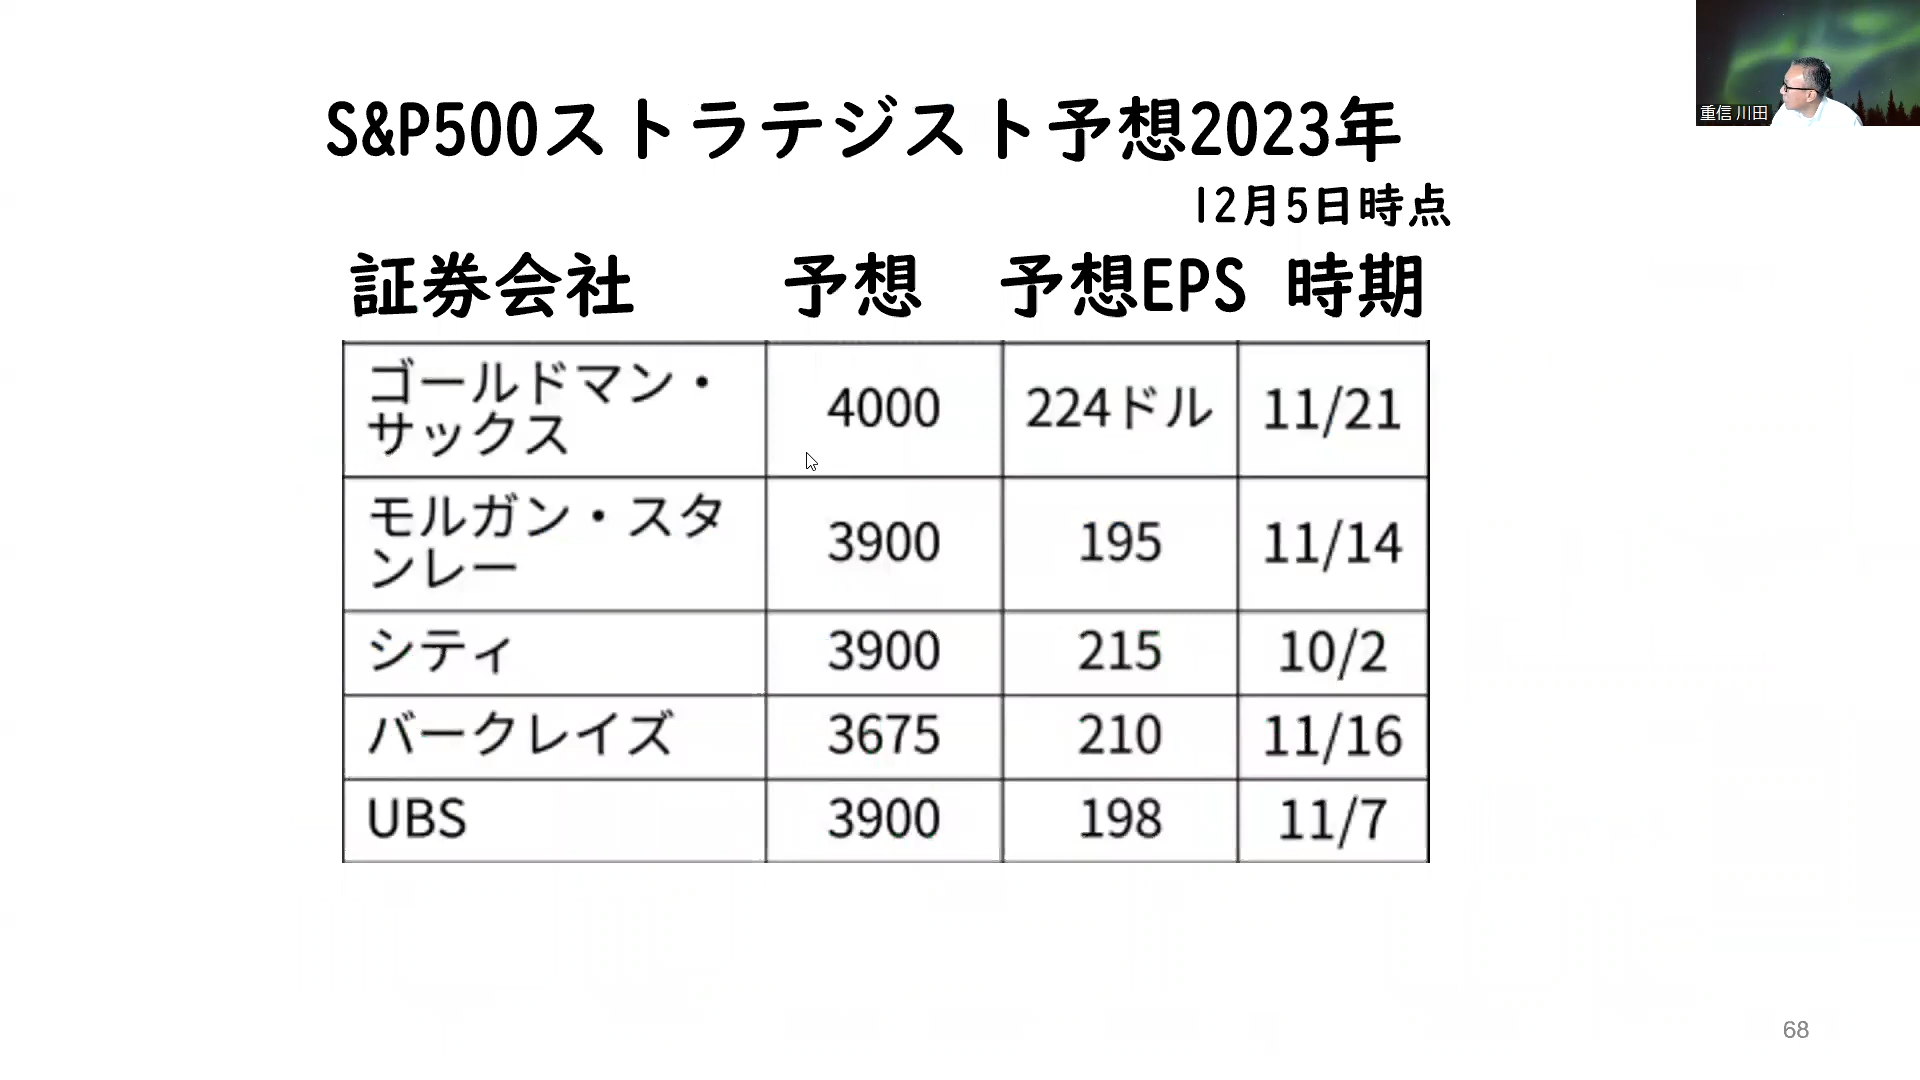 重信 川田
S&P500ストラテジスト予想2023年
12月5日時点
証券会社 予想 予想EPS 時期
ゴールドマン・
サックス 4000 224ドル 11/21
モルガン・スタ
ンレー 3900 195 11/14
シティ 3900 215 10/2
バークレイズ 3675 210 11/16
UBS 3900 198 11/7
68